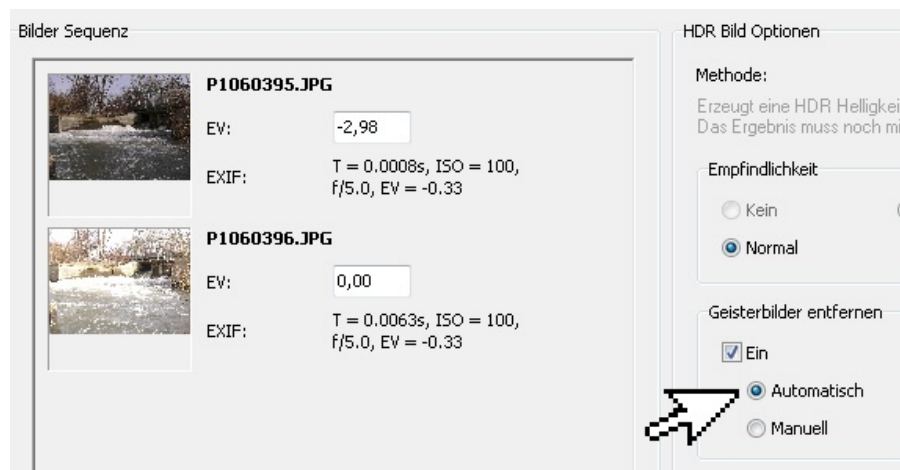 Bilder Sequenz
P1060395.JPG
EV: -2,98
EXIF: T = 0.0008s, ISO = 100,
f/5.0, EV = -0.33
P1060396.JPG
EV: 0,00
EXIF: T = 0.0063s, ISO = 100,
f/5.0, EV = -0.33
HDR Bild Optionen
Methode:
Erzeugt eine HDR Helligkei
Das Ergebnis muss noch mi
Empfindlichkeit
Kein
Normal
Geisterbilder entfernen
Ein
Automatisch
Manuell